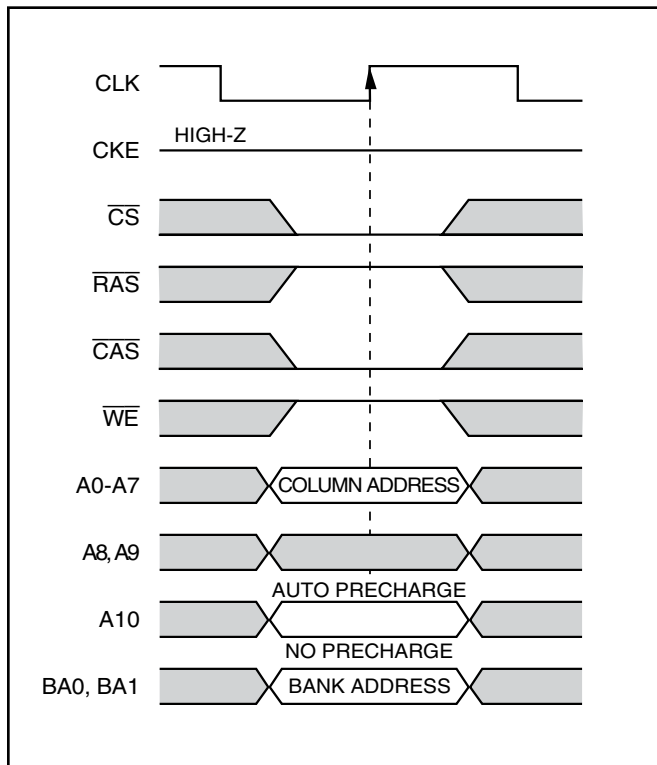 CLK
HIGH-Z
CKE
CS
RAS
CAS
WE
A0-A7 COLUMN ADDRESS
A8, A9
AUTO PRECHARGE
A10
NO PRECHARGE
BA0, BA1 BANK ADDRESS